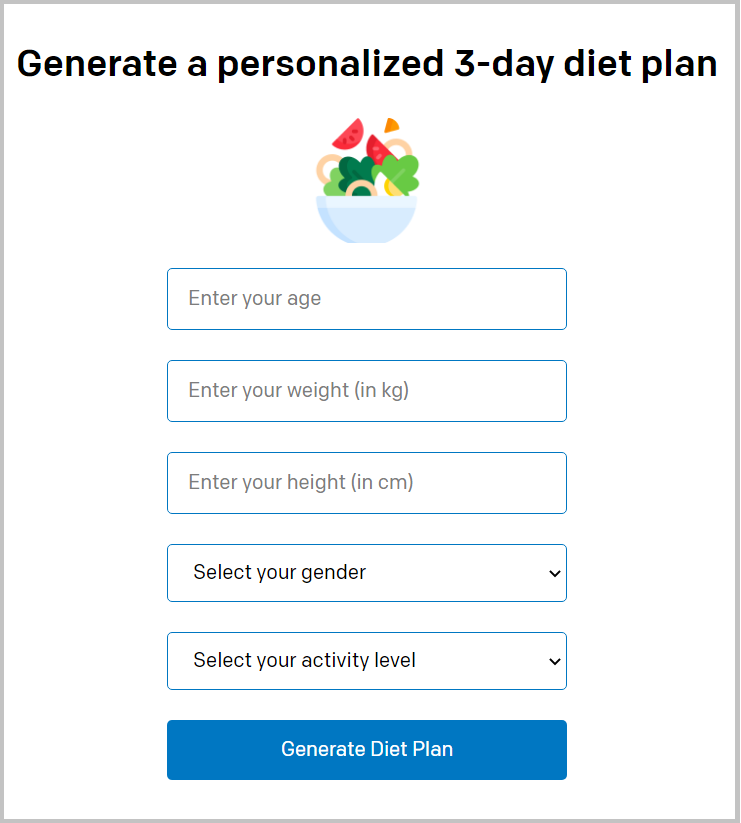 Generate a personalized 3-day diet plan
Enter your age
Enter your weight (in kg)
Enter your height (in cm)
Select your gender
Select your activity level
Generate Diet Plan